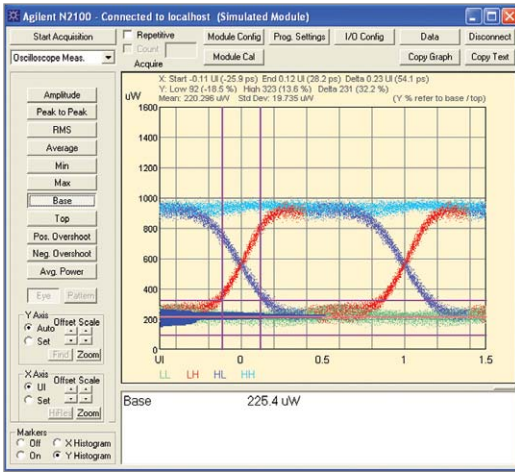 Agilent N2100 - Connected to localhost (Simulated Module)
Start Acquisition
Repetitive
Count
Acquire
Module Config
Prog. Settings
I/O Config
Data
Disconnect
Oscilloscope Meas.
Module Cal
Copy Graph
Copy Text
X: Start -0.11 UI (-25.9 ps) End 0.12 UI (28.2 ps) Delta 0.23 UI (54.1 ps)
Y: Low 92 (-18.5 %) High 323 (13.6 %) Delta 231 (32.2 %)
Mean: 220.296 uW Std Dev: 19.735 uW (Y % refer to base / top)
Amplitude
Peak to Peak
RMS
Average
Min
Max
Base
Top
Pos. Overshoot
Neg. Overshoot
Avg. Power
Eye
Pattern
Y Axis
Auto
Set
Offset Scale
Find
Zoom
X Axis
UI
Set
Offset Scale
HiRes
Zoom
Markers
Off
X Histogram
On
Y Histogram
uW
1600
1400
1200
1000
800
600
400
200
0
UI
0
0.5
1
1.5
LL LH HL HH
Base 225.4 uW